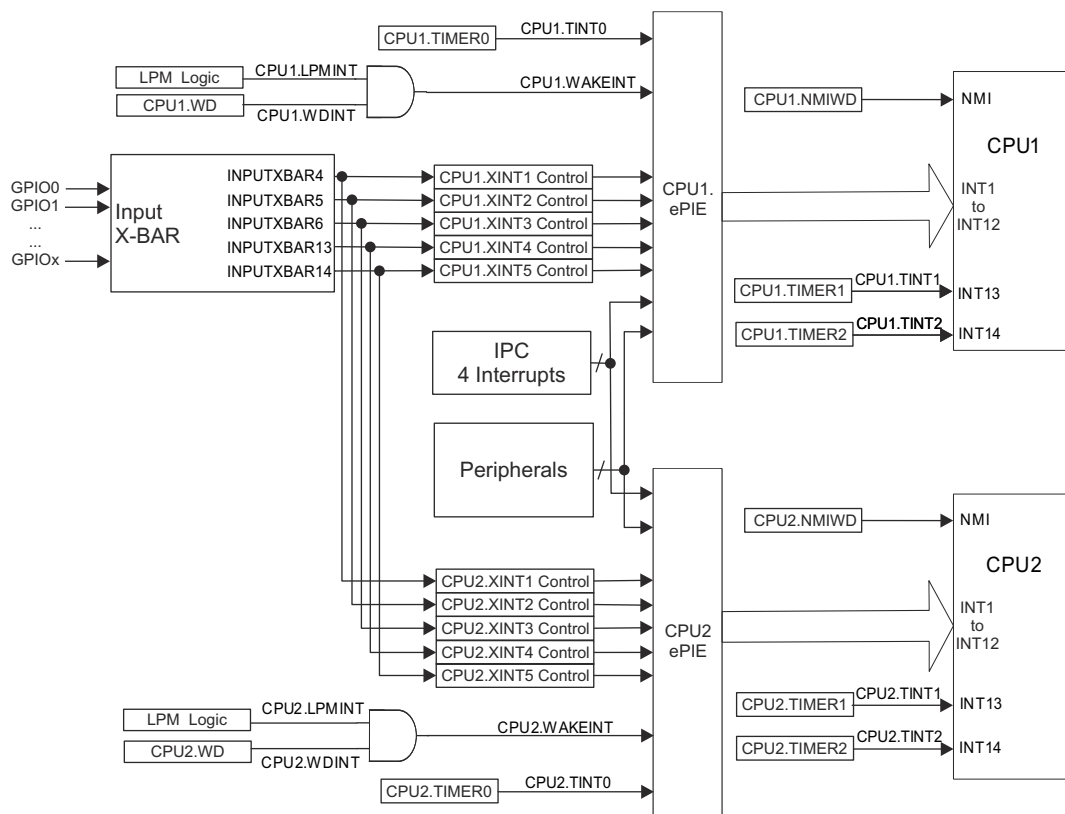 CPU1.TIMER0
CPU1.TINT0
LPM Logic
CPU1.LPMINT
CPU1.WD
CPU1.WDINT
CPU1.WAKEINT
CPU1.NMIWD
NMI
CPU1
GPIO0
GPIO1
...
...
GPIOx
Input
X-BAR
INPUTXBAR4
INPUTXBAR5
INPUTXBAR6
INPUTXBAR13
INPUTXBAR14
CPU1.XINT1 Control
CPU1.XINT2 Control
CPU1.XINT3 Control
CPU1.XINT4 Control
CPU1.XINT5 Control
CPU1.
ePIE
INT1
to
INT12
CPU1.TIMER1
CPU1.TINT1
INT13
CPU1.TIMER2
CPU1.TINT2
INT14
IPC
4 Interrupts
Peripherals
CPU2.NMIWD
NMI
CPU2
CPU2.XINT1 Control
CPU2.XINT2 Control
CPU2.XINT3 Control
CPU2.XINT4 Control
CPU2.XINT5 Control
CPU2
ePIE
INT1
to
INT12
CPU2.TIMER1
CPU2.TINT1
INT13
CPU2.TIMER2
CPU2.TINT2
INT14
LPM Logic
CPU2.LPMINT
CPU2.WD
CPU2.WDINT
CPU2.WAKEINT
CPU2.TIMER0
CPU2.TINT0